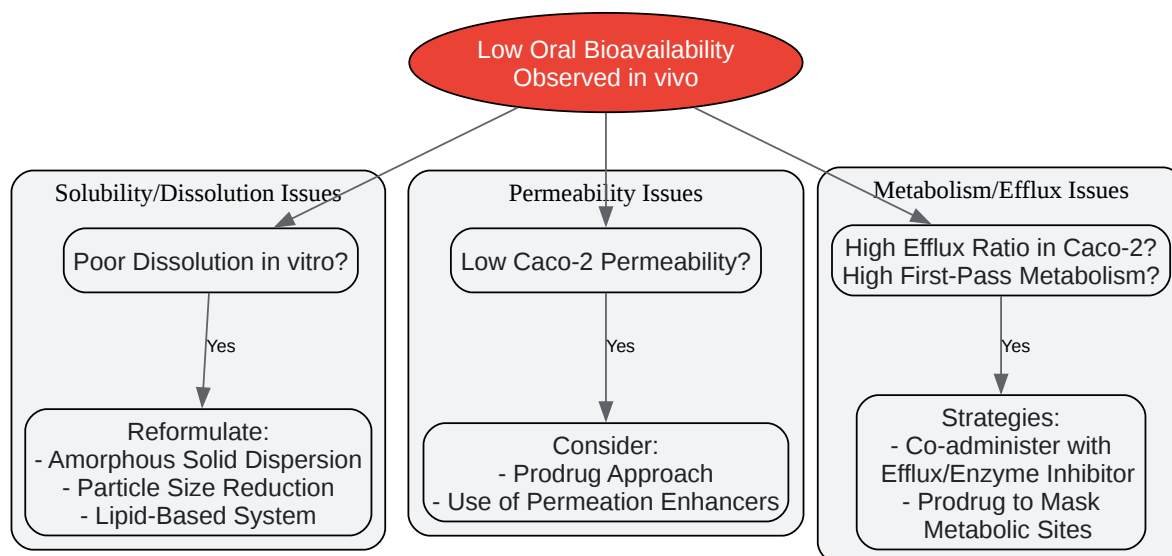 Low Oral Bioavailability
Observed in vivo
Solubility/Dissolution Issues
Poor Dissolution in vitro?
Yes
Reformulate:
- Amorphous Solid Dispersion
- Particle Size Reduction
- Lipid-Based System
Permeability Issues
Low Caco-2 Permeability?
Yes
Consider:
- Prodrug Approach
- Use of Permeation Enhancers
Metabolism/Efflux Issues
High Efflux Ratio in Caco-2?
High First-Pass Metabolism?
Yes
Strategies:
- Co-administer with
Efflux/Enzyme Inhibitor
- Prodrug to Mask
Metabolic Sites